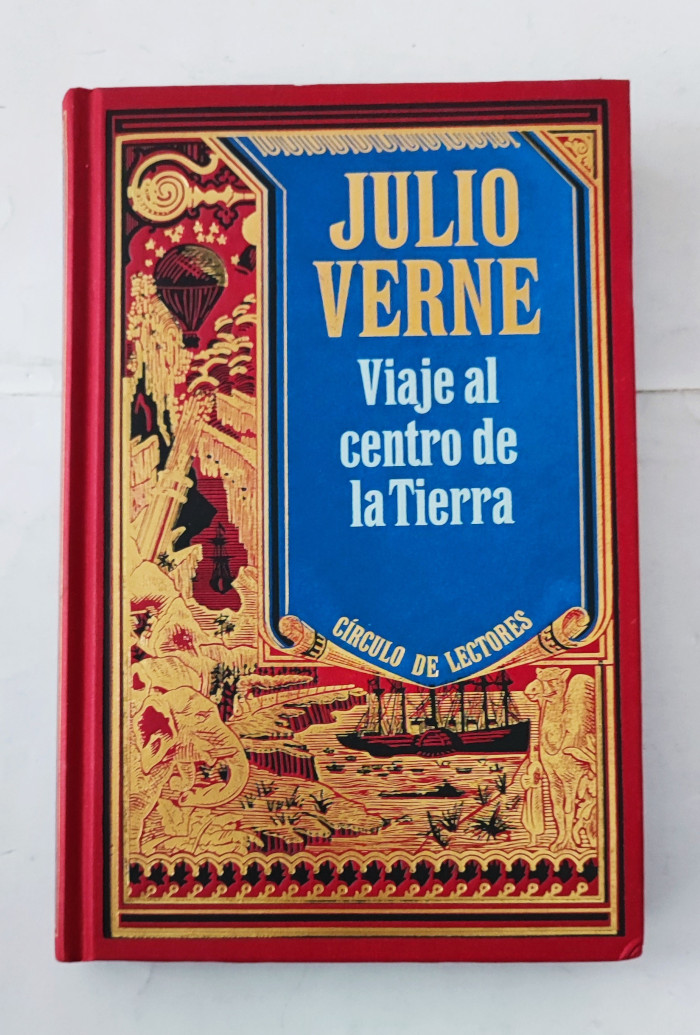 JULIO
VERNE
Viaje al
centro de
la Tierra
CÍRCULO DE LECTORES